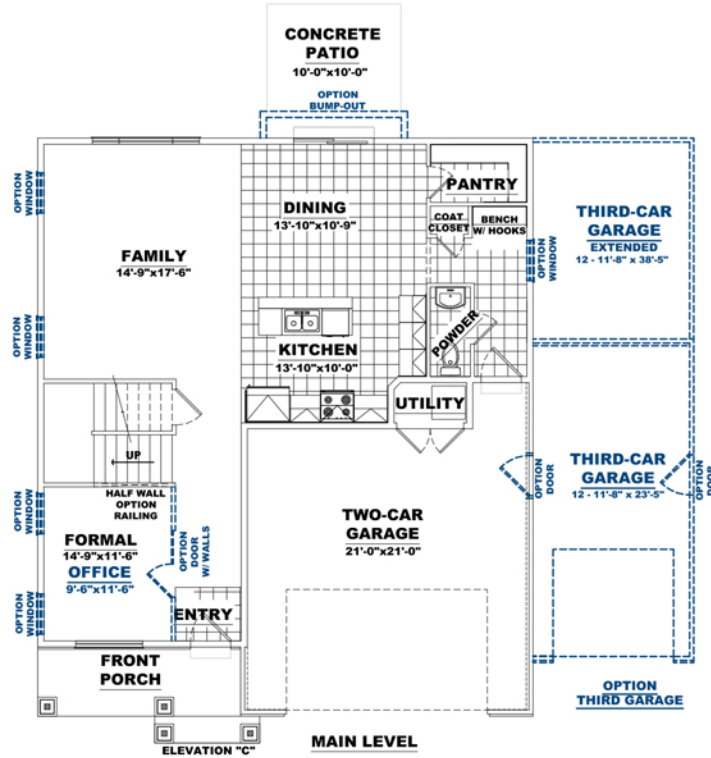 CONCRETE
PATIO
10'-0"x10'-0"
OPTION
BUMP-OUT
OPTION
WINDOW
FAMILY
14'-9"x17'-6"
OPTION
WINDOW
DINING
13'-10"x10'-9"
PANTRY
COAT
CLOSET
BENCH
W/ HOOKS
OPTION
WINDOW
THIRD-CAR
GARAGE
EXTENDED
12 - 11'-8" x 38'-5"
KITCHEN
13'-10"x10'-0"
POWDER
UTILITY
UP
HALF WALL
OPTION
RAILING
OPTION
WINDOW
FORMAL
14'-9"x11'-6"
OFFICE
9'-6"x11'-6"
OPTION
WINDOW
OPTION
DOOR
W/ WALLS
ENTRY
TWO-CAR
GARAGE
21'-0"x21'-0"
OPTION
DOOR
THIRD-CAR
GARAGE
12 - 11'-8" x 23'-5"
OPTION
DOOR
FRONT
PORCH
OPTION
THIRD GARAGE
ELEVATION "C"
MAIN LEVEL